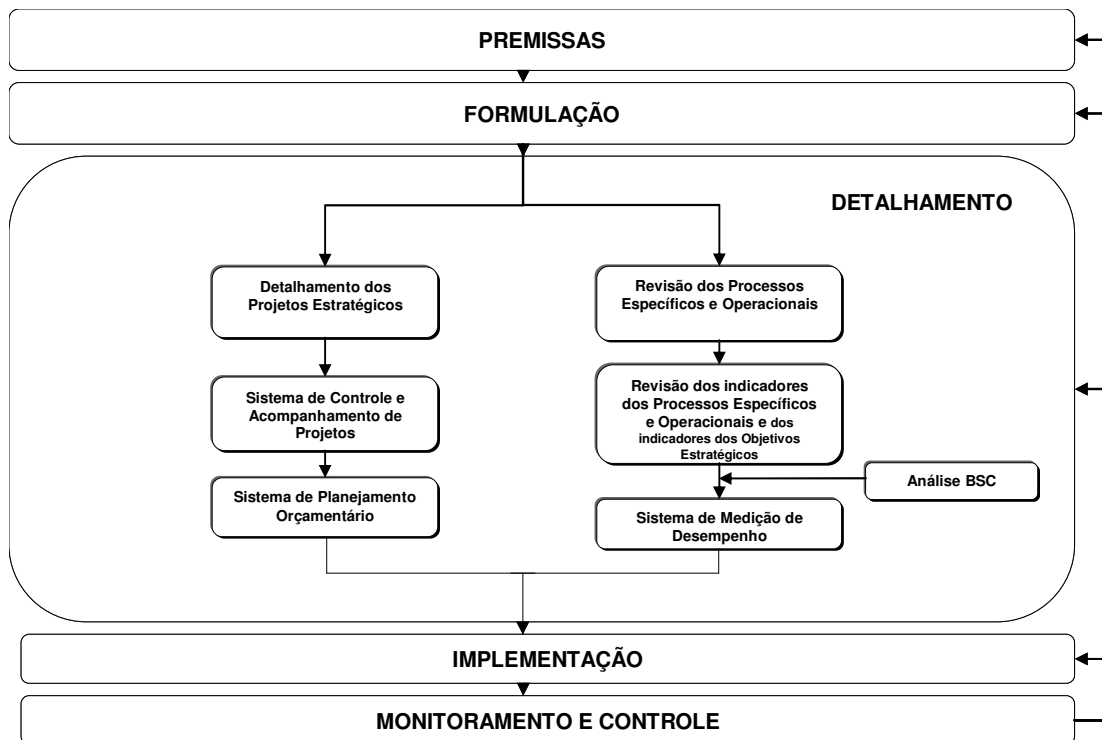 PREMISSAS
FORMULAÇÃO
DETALHAMENTO
Detalhamento dos
Projetos Estratégicos
Sistema de Controle e
Acompanhamento de
Projetos
Sistema de Planejamento
Orçamentário
Revisão dos Processos
Específicos e Operacionais
Revisão dos indicadores
dos Processos Específicos
e Operacionais e dos
indicadores dos Objetivos
Estratégicos
Análise BSC
Sistema de Medição de
Desempenho
IMPLEMENTAÇÃO
MONITORAMENTO E CONTROLE